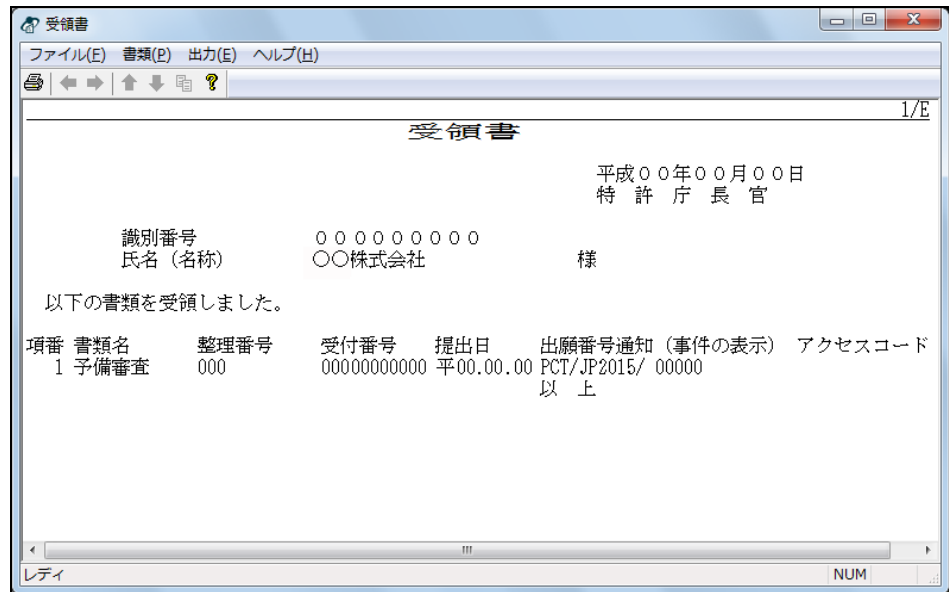 受領書
ファイル(F) 書類(P) 出力(E) ヘルプ(H)
1/E
受領書
平成００年００月００日
特 許 庁 長 官
識別番号 ０００００００００
氏名（名称） 〇〇株式会社 様
以下の書類を受領しました。
項番 書類名 整理番号 受付番号 提出日 出願番号通知（事件の表示） アクセスコード
1 予備審査 000 00000000000 平00.00.00 PCT/JP2015/ 00000
以 上
レディ NUM